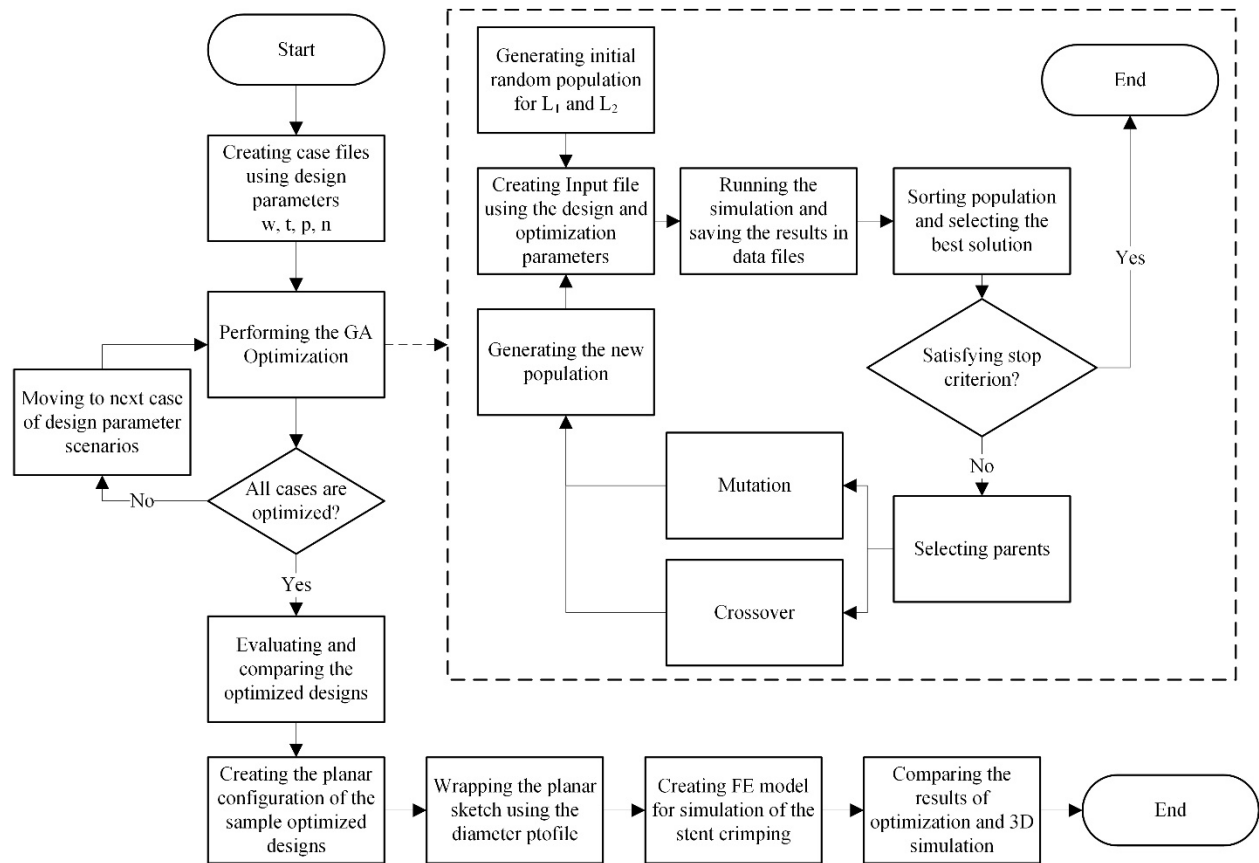 Start
Creating case files
using design
parameters
w, t, p, n
Performing the GA
Optimization
Moving to next case
of design parameter
scenarios
All cases are
optimized?
No
Yes
Evaluating and
comparing the
optimized designs
Creating the planar
configuration of the
sample optimized
designs
Wrapping the planar
sketch using the
diameter ptofile
Creating FE model
for simulation of the
stent crimping
Comparing the
results of
optimization and 3D
simulation
End
Generating initial
random population
for L₁ and L₂
Creating Input file
using the design and
optimization
parameters
Running the
simulation and
saving the results in
data files
Sorting population
and selecting the
best solution
Satisfying stop
criterion?
Yes
End
No
Selecting parents
Mutation
Crossover
Generating the new
population